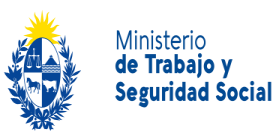 Ministerio
de Trabajo y
Seguridad Social